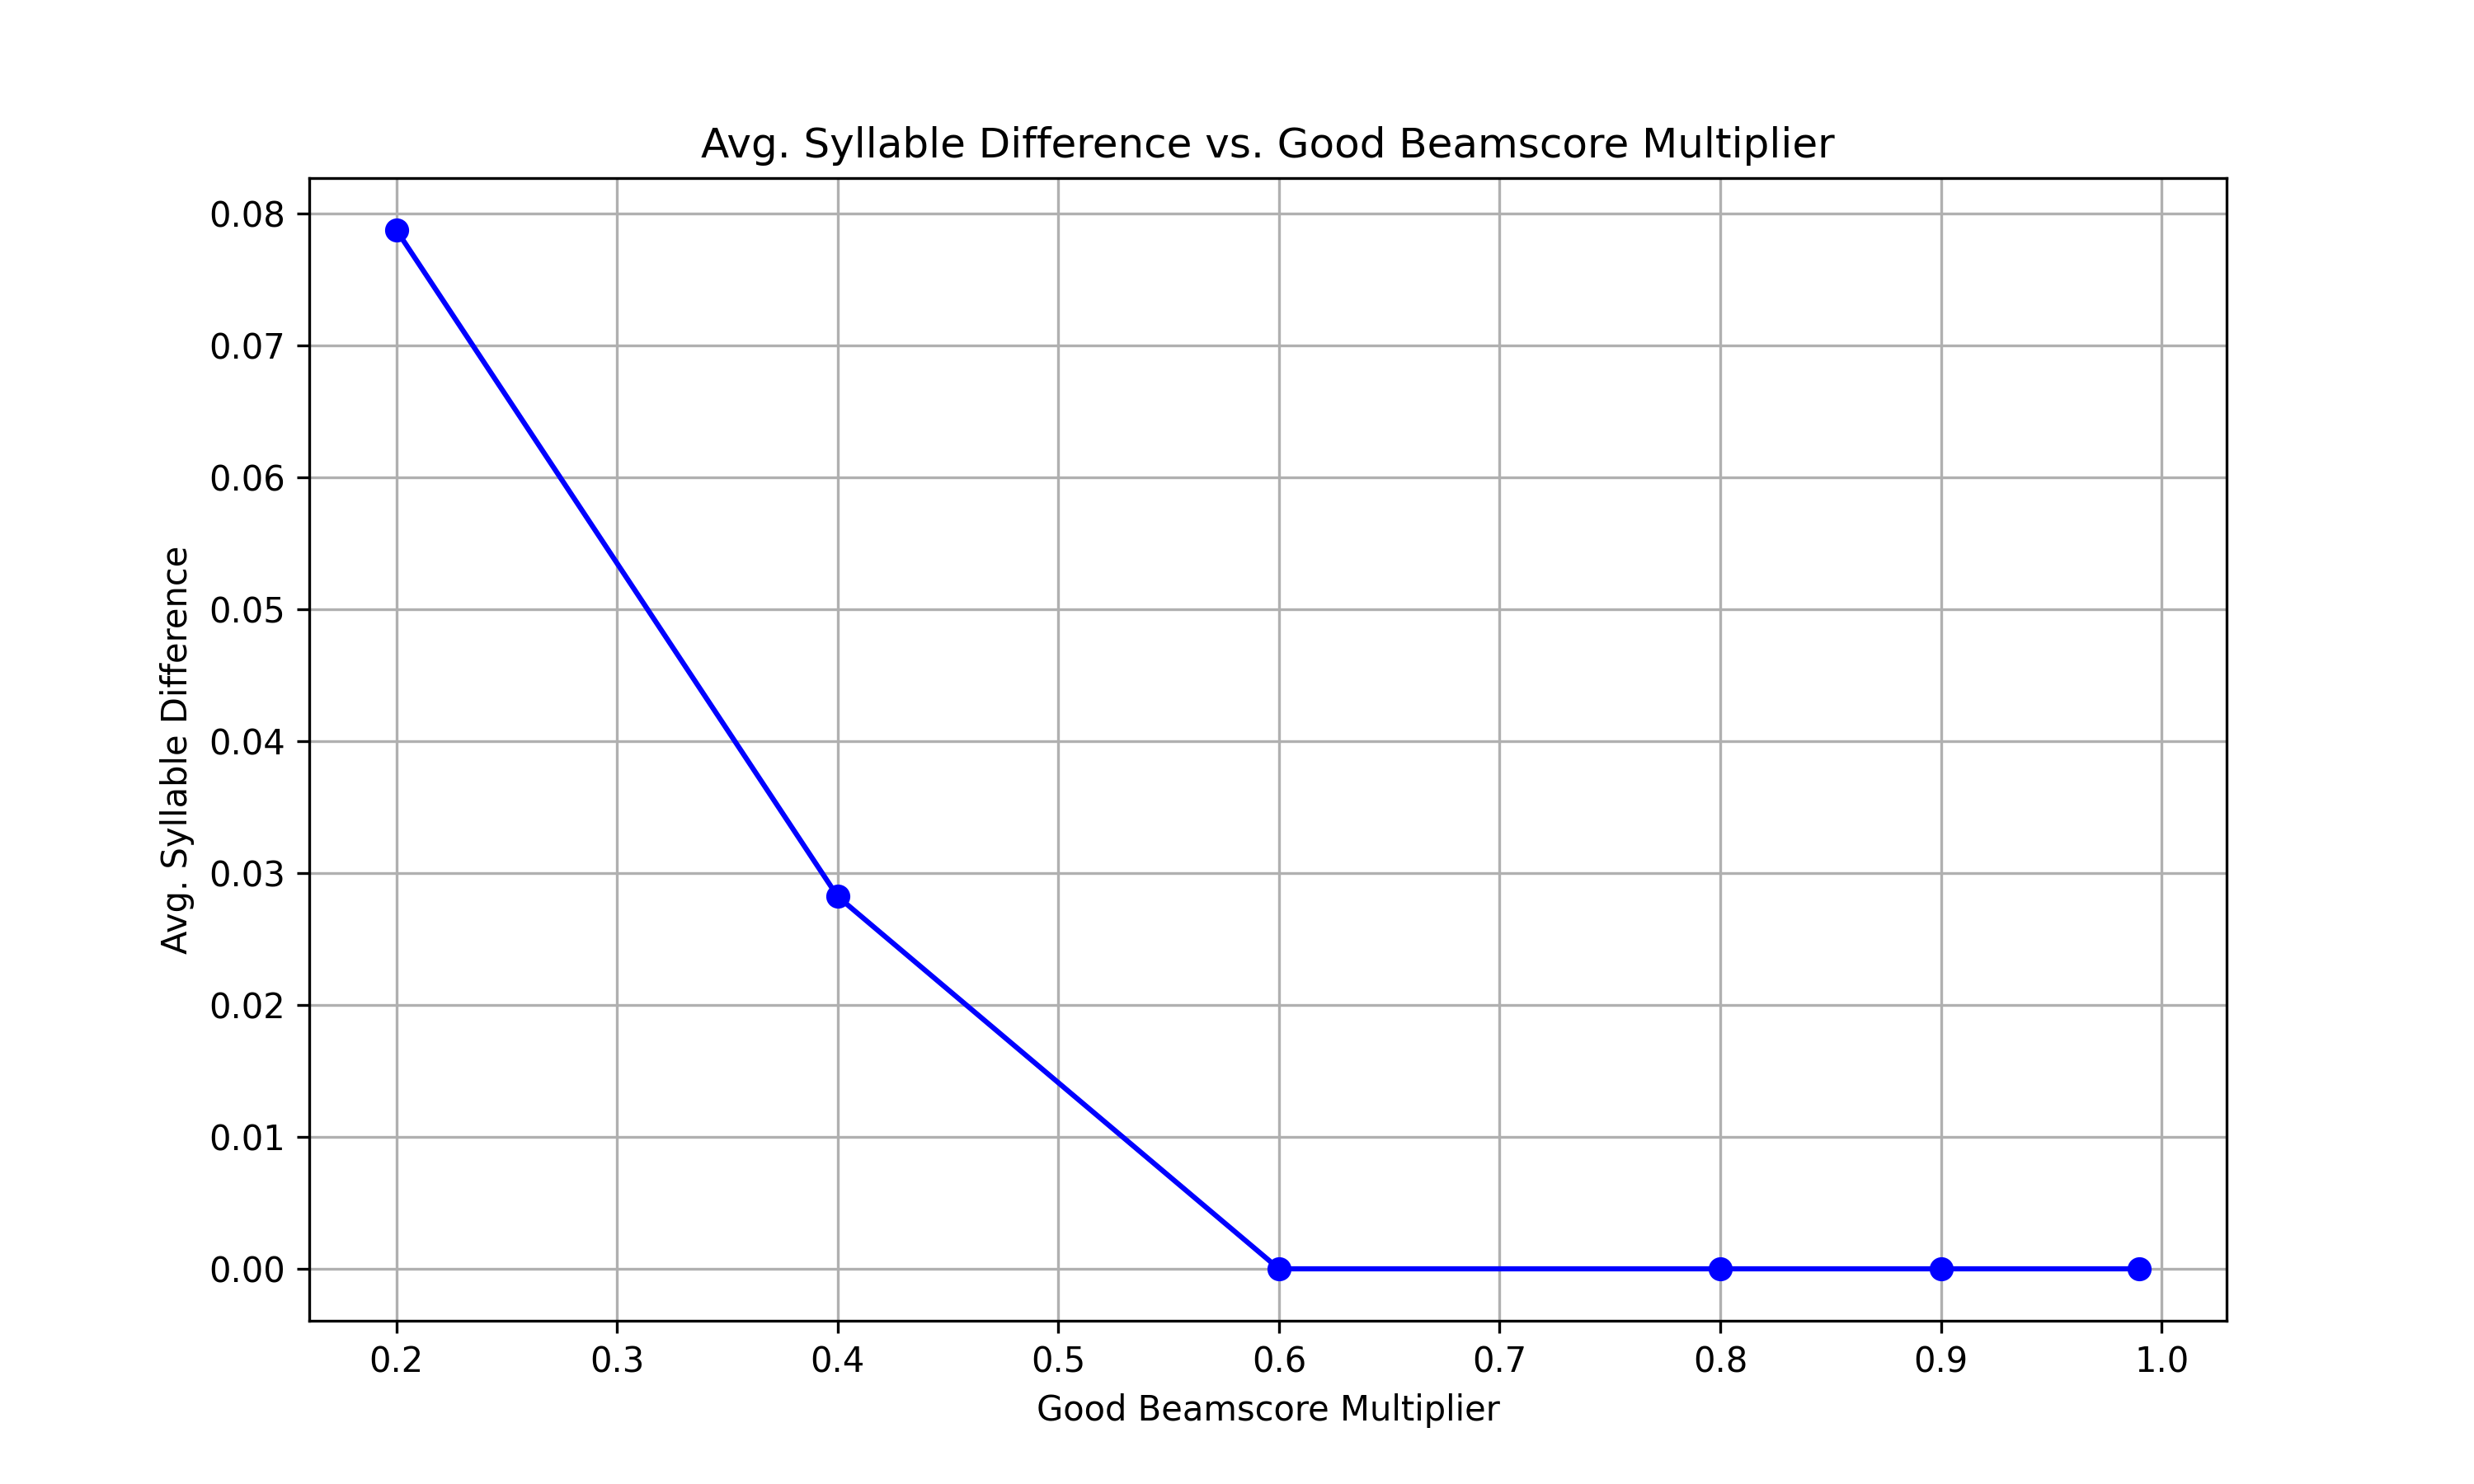 Avg. Syllable Difference vs. Good Beamscore Multiplier
0.08
0.07
0.06
0.05
0.04
0.03
0.02
0.01
0.00
Avg. Syllable Difference
0.2 0.3 0.4 0.5 0.6 0.7 0.8 0.9 1.0
Good Beamscore Multiplier